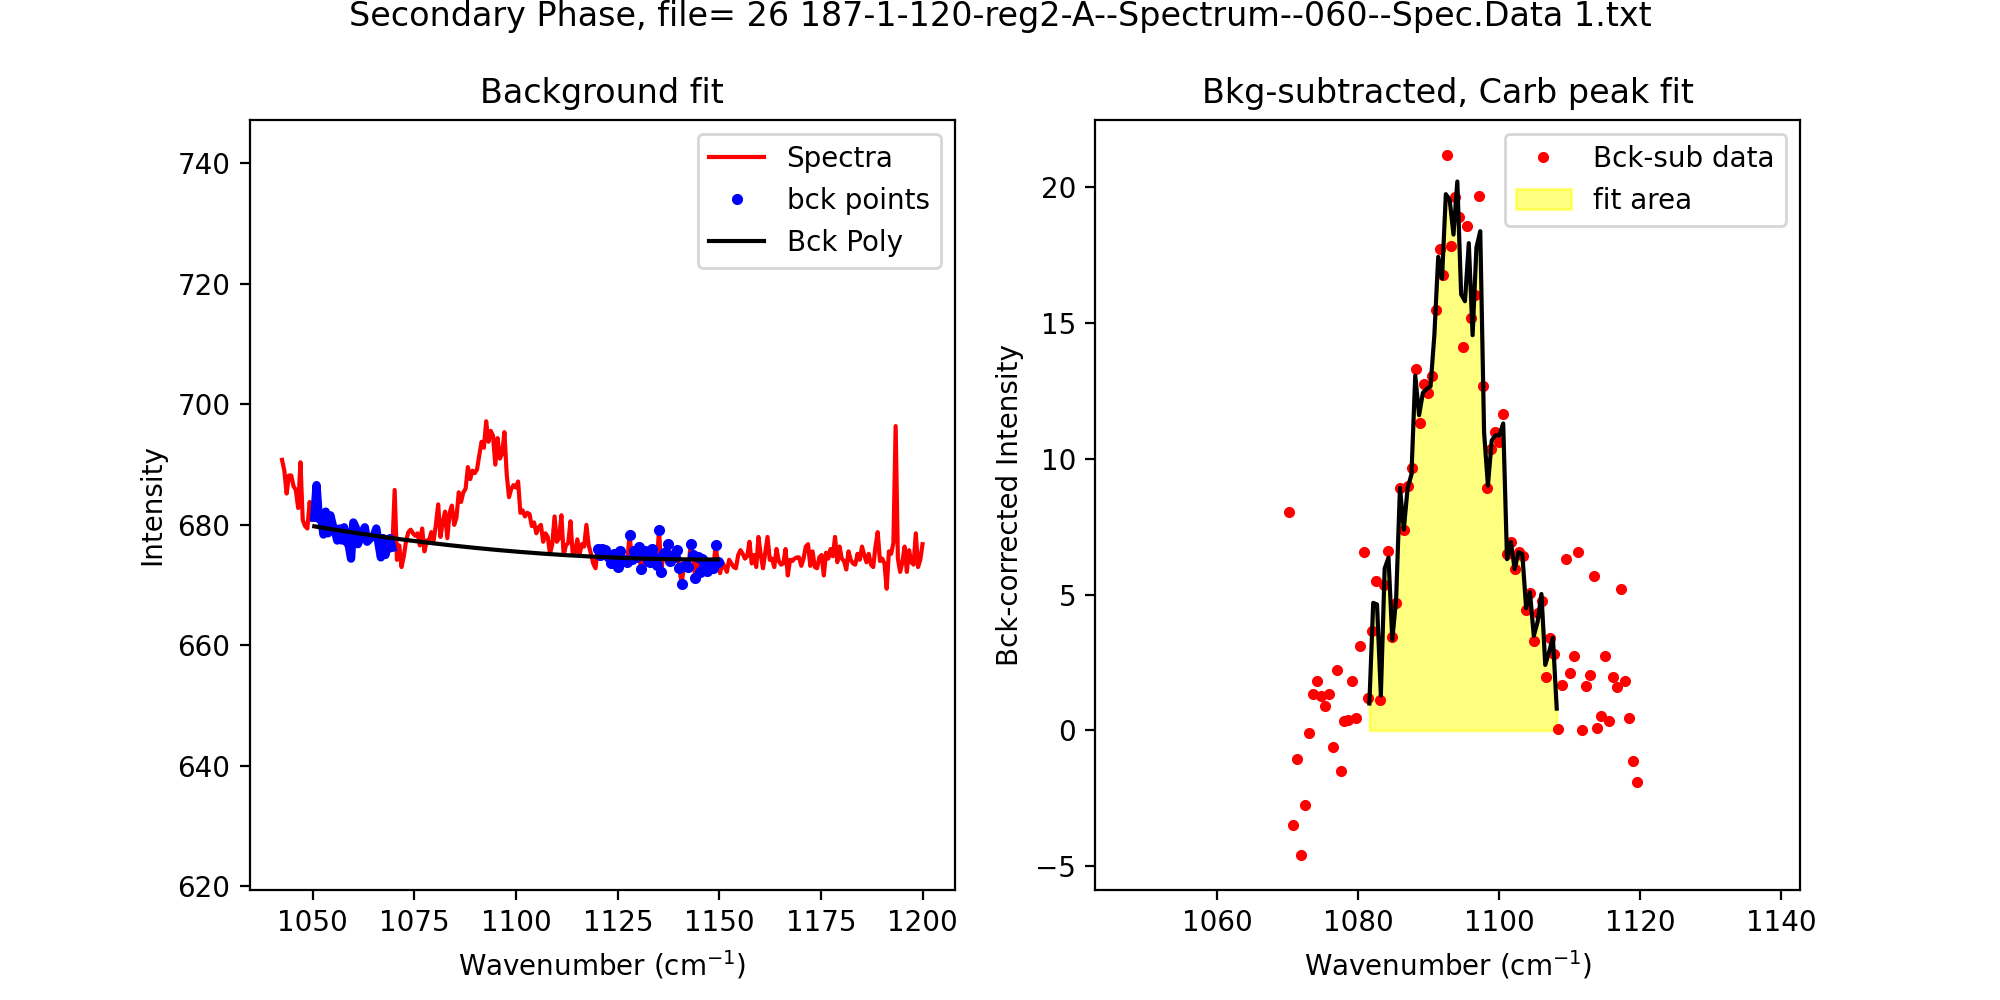 Secondary Phase, file= 26 187-1-120-reg2-A--Spectrum--060--Spec.Data 1.txt
Background fit
Intensity
740
720
700
680
660
640
620
Spectra
bck points
Bck Poly
1050 1075 1100 1125 1150 1175 1200
Wavenumber (cm⁻¹)
Bkg-subtracted, Carb peak fit
Bck-corrected Intensity
20
15
10
5
0
−5
Bck-sub data
fit area
1060 1080 1100 1120 1140
Wavenumber (cm⁻¹)